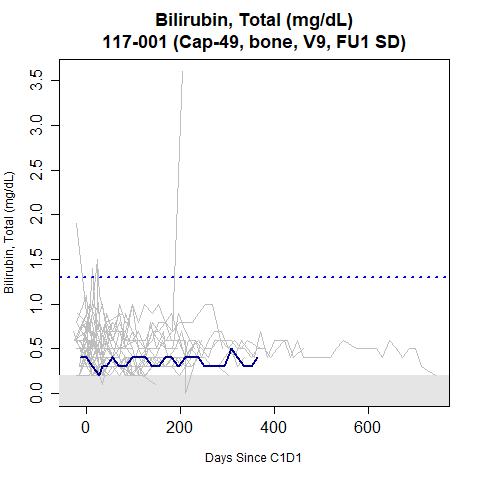 Bilirubin, Total (mg/dL)
117-001 (Cap-49, bone, V9, FU1 SD)
Bilirubin, Total (mg/dL)
3.5
3.0
2.5
2.0
1.5
1.0
0.5
0.0
0 200 400 600
Days Since C1D1